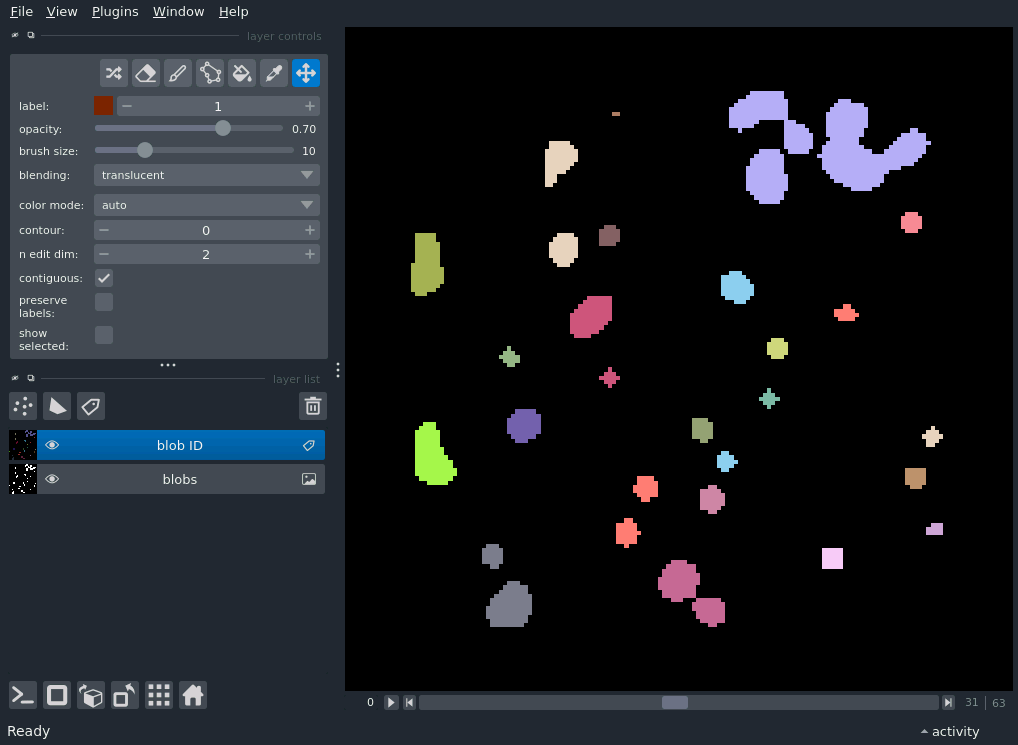 File View Plugins Window Help
layer controls
label: 1
opacity: 0.70
brush size: 10
blending: translucent
color mode: auto
contour: 0
n edit dim: 2
contiguous:
preserve
labels:
show
selected:
layer list
blob ID
blobs
0 31 | 63
Ready activity